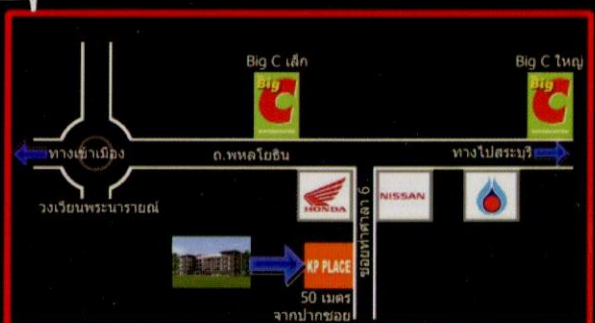 Big C เล็ก
Big C ใหญ่
Big C
Big C
ทางเข้าเมือง
ถ.พหลโยธิน
ทางไปสระบุรี
วงเวียนพระนารายณ์
HONDA
NISSAN
ซอยท่าศาลา 6
KP PLACE
50 เมตร
จากปากซอย